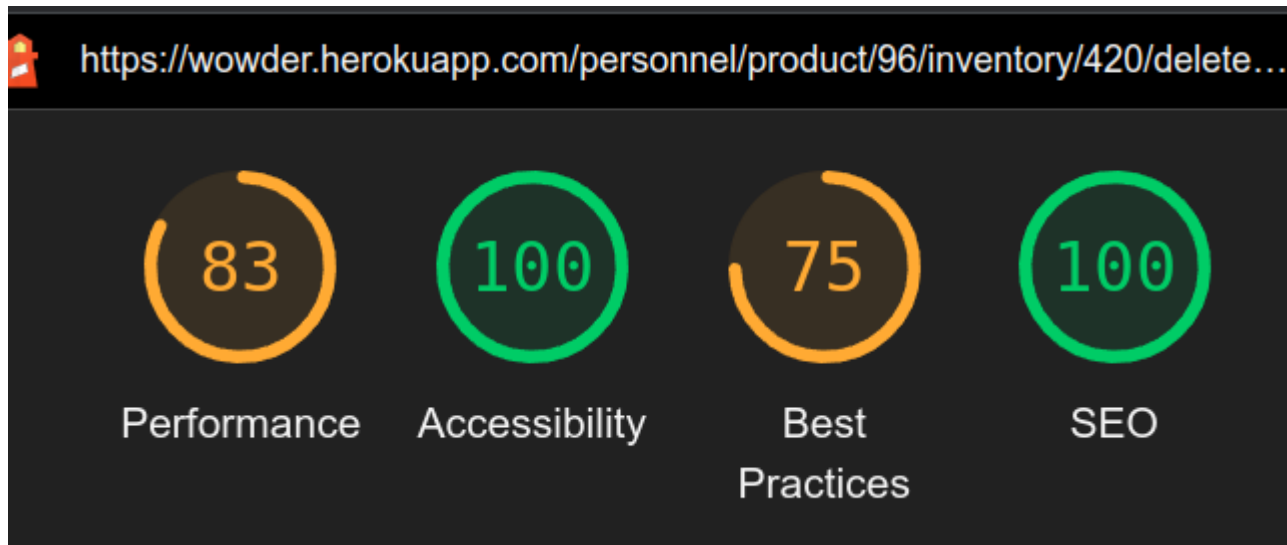 https://wowder.herokuapp.com/personnel/product/96/inventory/420/delete…
83 100 75 100
Performance Accessibility Best SEO
Practices